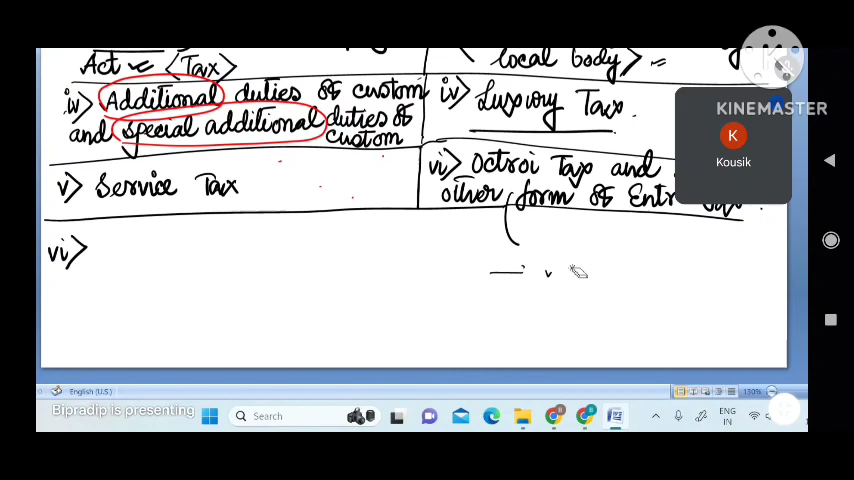 Act (Tax)
local body> =
iv> Additional duties of custom
and special additional duties of
custom
iv) Luxury Tax.
KINEMASTER
K
Kousik
v> Service Tax
vi> Octroi Tax and
other form of Entr
vi>
English (U.S.)
130%
Bipradip is presenting
Search
ENG
IN